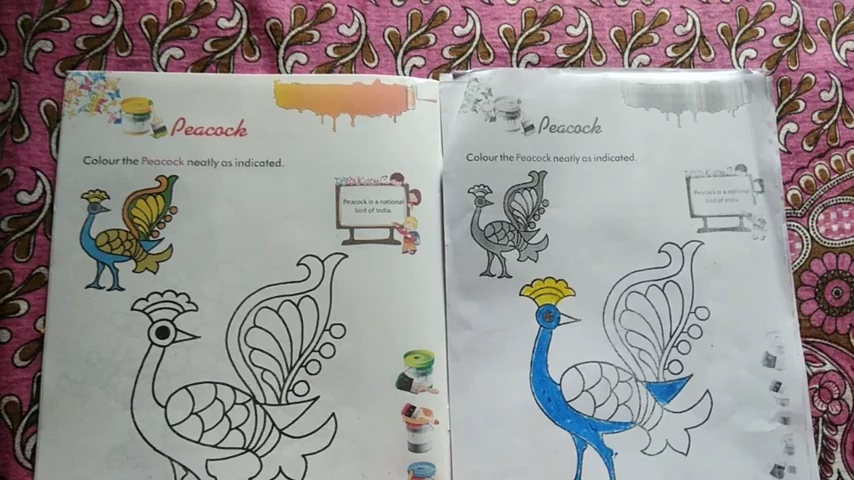 Peacock
Colour the Peacock neatly as indicated.
Peacock is a national
bird of India.
Peacock
Colour the Peacock neatly as indicated.
Peacock is a national
bird of India.